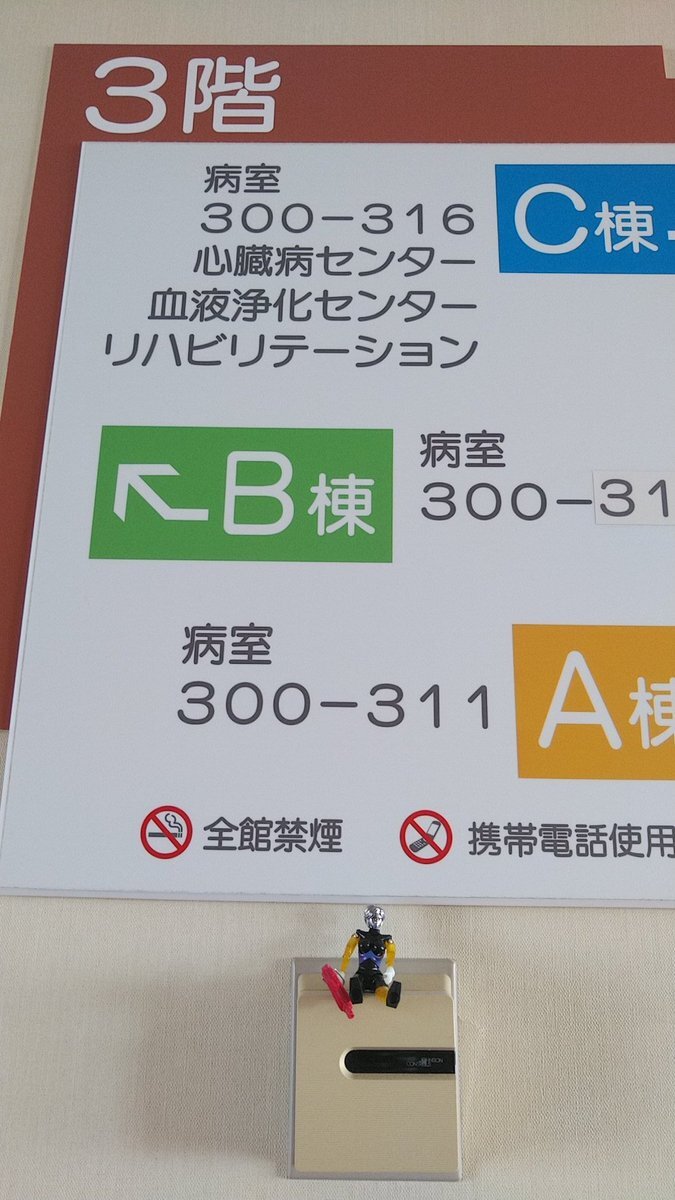 3階
病室
300-316
心臓病センター
血液浄化センター
リハビリテーション
C棟
B棟
病室
300-31
病室
300-311
A棟
全館禁煙
携帯電話使用
JOHNSON
CONTROLS